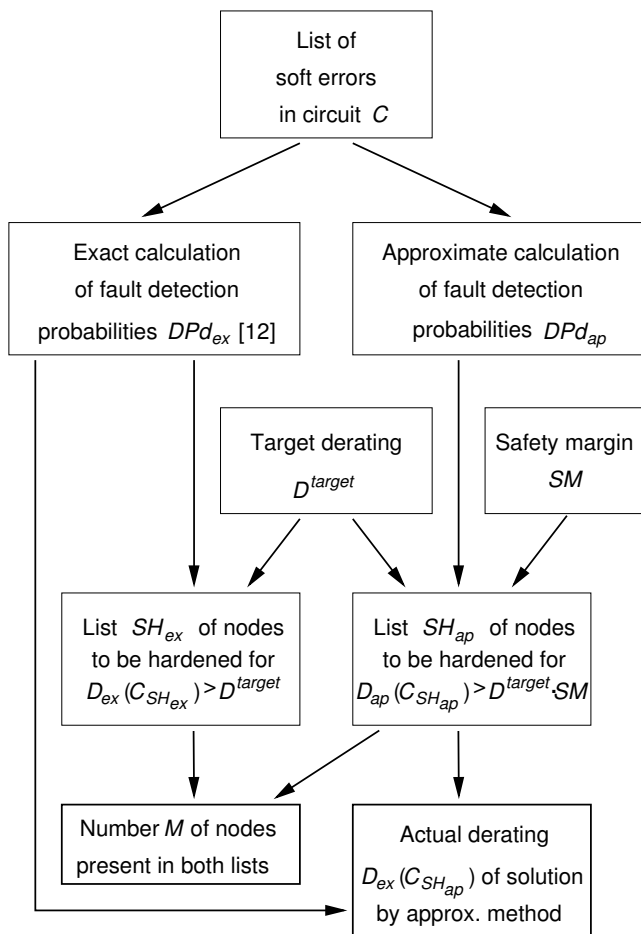 List of
soft errors
in circuit C
Exact calculation
of fault detection
probabilities DPd_ex [12]
Approximate calculation
of fault detection
probabilities DPd_ap
Target derating
D^target
Safety margin
SM
List SH_ex of nodes
to be hardened for
D_ex(C_SH_ex) > D^target
List SH_ap of nodes
to be hardened for
D_ap(C_SH_ap) > D^target·SM
Number M of nodes
present in both lists
Actual derating
D_ex(C_SH_ap) of solution
by approx. method